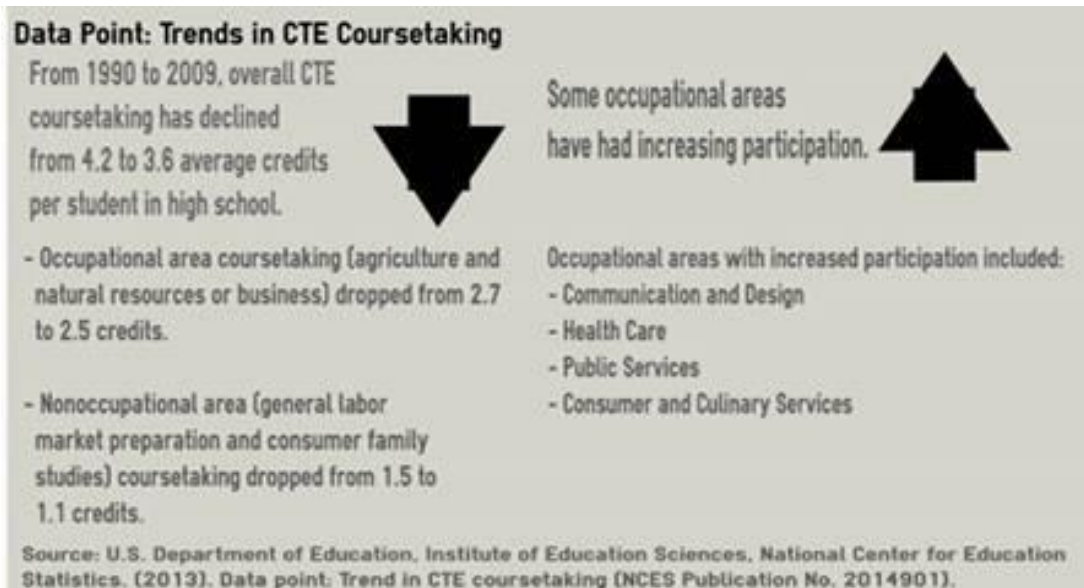 Data Point: Trends in CTE Coursetaking
From 1990 to 2009, overall CTE
coursetaking has declined
from 4.2 to 3.6 average credits
per student in high school.
- Occupational area coursetaking (agriculture and
natural resources or business) dropped from 2.7
to 2.5 credits.
- Nonoccupational area (general labor
market preparation and consumer family
studies) coursetaking dropped from 1.5 to
1.1 credits.
Some occupational areas
have had increasing participation.
Occupational areas with increased participation included:
- Communication and Design
- Health Care
- Public Services
- Consumer and Culinary Services
Source: U.S. Department of Education, Institute of Education Sciences, National Center for Education
Statistics. (2013). Data point: Trend in CTE coursetaking (NCES Publication No. 2014901).